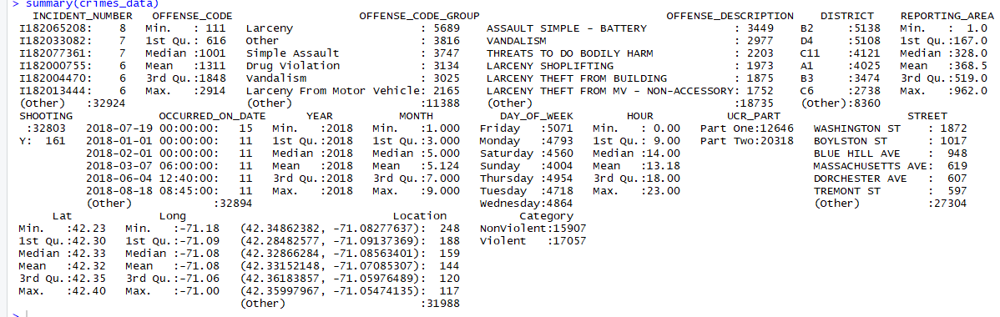 > summary(crimes_data)
INCIDENT_NUMBER OFFENSE_CODE OFFENSE_CODE_GROUP OFFENSE_DESCRIPTION DISTRICT REPORTING_AREA
I182065208: 8 Min. : 111 Larceny : 5689 ASSAULT SIMPLE - BATTERY : 3449 B2 :5138 Min. : 1.0
I182033082: 7 1st Qu.: 616 Other : 3816 VANDALISM : 2977 D4 :5108 1st Qu.:167.0
I182077361: 7 Median :1001 Simple Assault : 3747 THREATS TO DO BODILY HARM : 2203 C11 :4121 Median :328.0
I182000755: 6 Mean :1311 Drug Violation : 3134 LARCENY SHOPLIFTING : 1973 A1 :4025 Mean :368.5
I182004470: 6 3rd Qu.:1848 Vandalism : 3025 LARCENY THEFT FROM BUILDING : 1875 B3 :3474 3rd Qu.:519.0
I182013444: 6 Max. :2914 Larceny From Motor Vehicle: 2165 LARCENY THEFT FROM MV - NON-ACCESSORY: 1752 C6 :2738 Max. :962.0
(Other) :32924 (Other) :11388 (Other) :18735 (Other):8360
SHOOTING OCCURRED_ON_DATE YEAR MONTH DAY_OF_WEEK HOUR UCR_PART STREET
:32803 2018-07-19 00:00:00: 15 Min. :2018 Min. :1.000 Friday :5071 Min. : 0.00 Part One:12646 WASHINGTON ST : 1872
Y: 161 2018-01-01 00:00:00: 11 1st Qu.:2018 1st Qu.:3.000 Monday :4793 1st Qu.: 9.00 Part Two:20318 BOYLSTON ST : 1017
2018-02-01 00:00:00: 11 Median :2018 Median :5.000 Saturday :4560 Median :14.00 BLUE HILL AVE : 948
2018-03-07 06:00:00: 11 Mean :2018 Mean :5.124 Sunday :4004 Mean :13.18 MASSACHUSETTS AVE: 619
2018-06-04 12:40:00: 11 3rd Qu.:2018 3rd Qu.:7.000 Thursday :4954 3rd Qu.:18.00 DORCHESTER AVE : 607
2018-08-18 08:45:00: 11 Max. :2018 Max. :9.000 Tuesday :4718 Max. :23.00 TREMONT ST : 597
(Other) :32894 Wednesday:4864 (Other) :27304
Lat Long Location Category
Min. :42.23 Min. :-71.18 (42.34862382, -71.08277637): 248 NonViolent:15907
1st Qu.:42.30 1st Qu.:-71.09 (42.28482577, -71.09137369): 188 Violent :17057
Median :42.33 Median :-71.08 (42.32866284, -71.08563401): 159
Mean :42.32 Mean :-71.08 (42.33152148, -71.07085307): 144
3rd Qu.:42.35 3rd Qu.:-71.06 (42.36183857, -71.05976489): 120
Max. :42.40 Max. :-71.00 (42.35997967, -71.05474135): 117
(Other) :31988
>